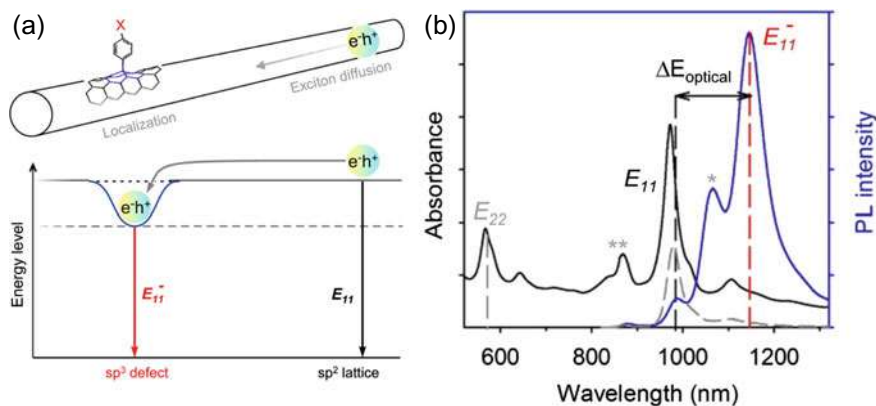 (a)
X
e⁻h⁺
Exciton diffusion
Localization
e⁻h⁺
e⁻h⁺
Energy level
E₁₁⁻
E₁₁
sp³ defect
sp² lattice
(b)
E₁₁⁻
ΔEoptical
E₁₁
*
E₂₂
**
Absorbance
PL intensity
600 800 1000 1200
Wavelength (nm)